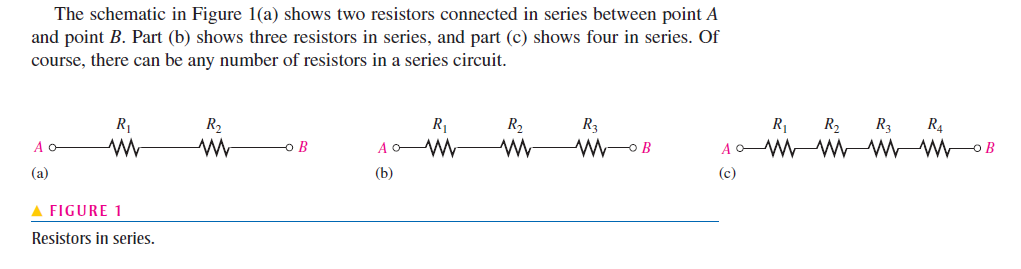 The schematic in Figure 1(a) shows two resistors connected in series between point A
and point B. Part (b) shows three resistors in series, and part (c) shows four in series. Of
course, there can be any number of resistors in a series circuit.
R1 R2
A B
(a)
R1 R2 R3
A B
(b)
R1 R2 R3 R4
A B
(c)
▲ FIGURE 1
Resistors in series.